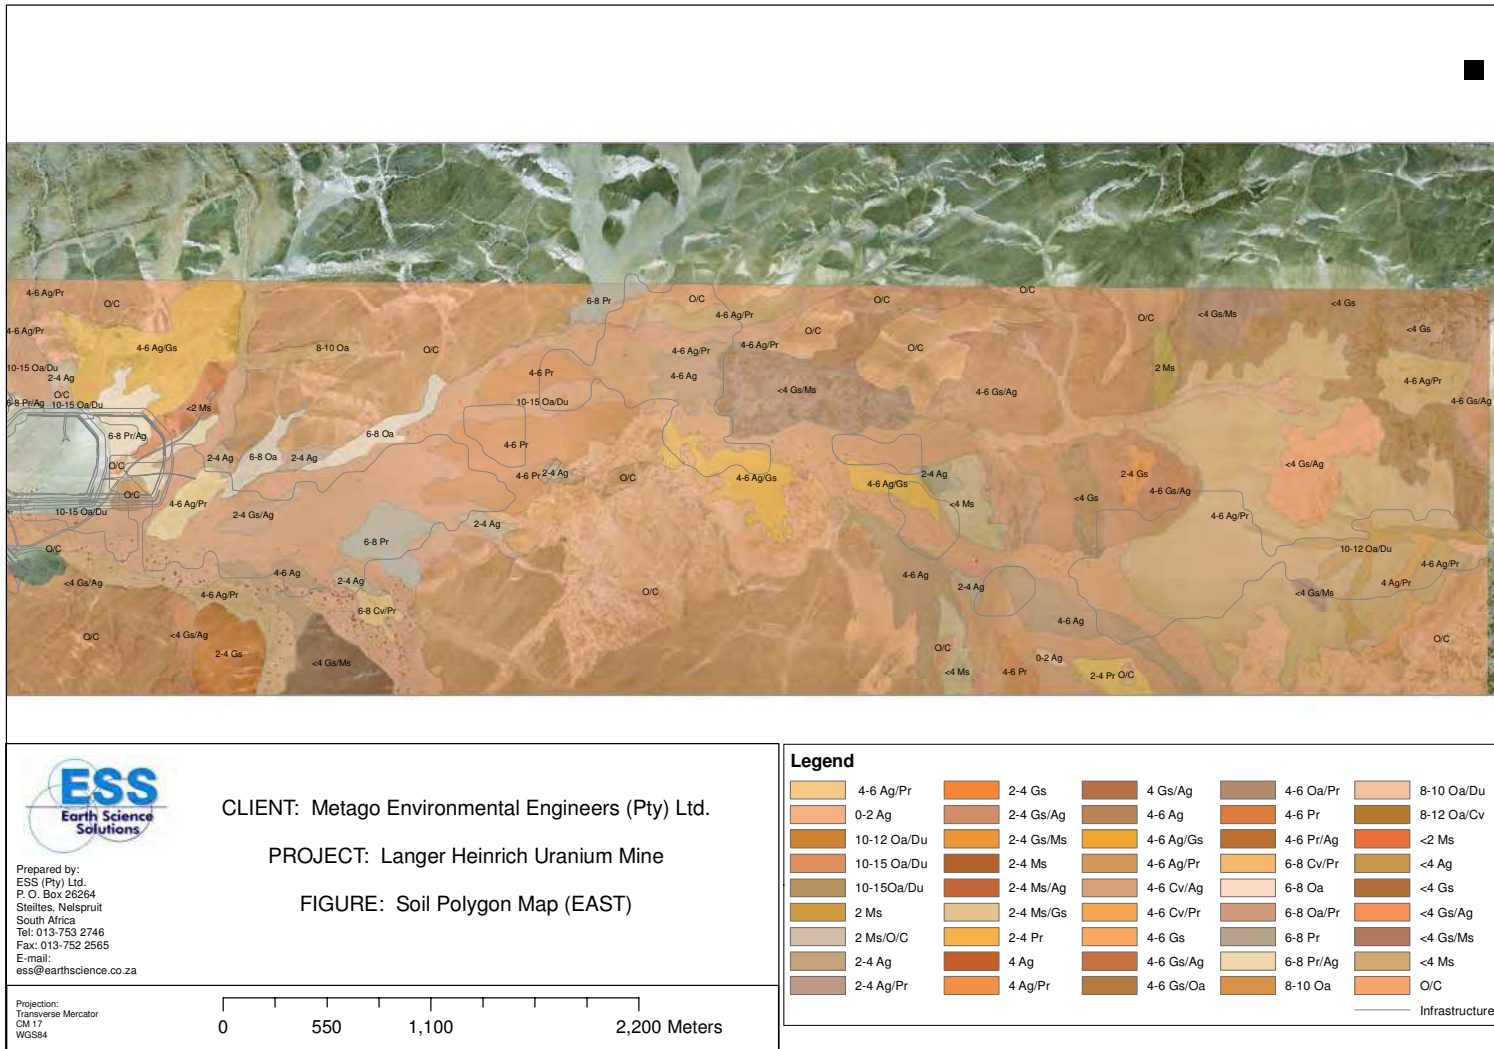 O/C
4-6 Ag/Pr
O/C
6-8 Pr
O/C
O/C
<4 Gs/Ms
<4 Gs
4-6 Ag/Pr
4-6 Ag/Pr
O/C
O/C
<4 Gs
4-6 Ag/Gs
8-10 Oa
O/C
4-6 Ag/Pr
4-6 Ag/Pr
O/C
10-15 Oa/Du
2-4 Ag
4-6 Pr
4-6 Ag
2 Ms
4-6 Ag/Pr
O/C
<4 Gs/Ms
4-6 Gs/Ag
6-8 Pr/Ag
10-15 Oa/Du
<2 Ms
10-15 Oa/Du
4-6 Gs/Ag
6-8 Pr/Ag
6-8 Oa
4-6 Pr
2-4 Ag
6-8 Oa
2-4 Ag
O/C
4-6 Pr
2-4 Ag
O/C
4-6 Ag/Gs
4-6 Ag/Gs
2-4 Ag
2-4 Gs
<4 Gs/Ag
O/C
4-6 Ag/Pr
2-4 Gs/Ag
<4 Ms
<4 Gs
4-6 Gs/Ag
10-15 Oa/Du
2-4 Ag
4-6 Ag/Pr
6-8 Pr
O/C
10-12 Oa/Du
<4 Gs/Ag
4-6 Ag
2-4 Ag
4-6 Ag
2-4 Ag
4-6 Ag/Pr
4 Ag/Pr
4-6 Ag/Pr
O/C
<4 Gs/Ms
6-8 Cv/Pr
4-6 Ag
O/C
<4 Gs/Ag
O/C
O/C
2-4 Gs
<4 Gs/Ms
0-2 Ag
<4 Ms
4-6 Pr
2-4 Pr
O/C
ESS
Earth Science
Solutions
Prepared by:
ESS (Pty) Ltd.
P. O. Box 26264
Steiltes, Nelspruit
South Africa
Tel: 013-753 2746
Fax: 013-752 2565
E-mail:
ess@earthscience.co.za
CLIENT: Metago Environmental Engineers (Pty) Ltd.
PROJECT: Langer Heinrich Uranium Mine
FIGURE: Soil Polygon Map (EAST)
Projection:
Transverse Mercator
CM 17
WGS84
0 550 1,100 2,200 Meters
Legend
4-6 Ag/Pr
0-2 Ag
10-12 Oa/Du
10-15 Oa/Du
10-15Oa/Du
2 Ms
2 Ms/O/C
2-4 Ag
2-4 Ag/Pr
2-4 Gs
2-4 Gs/Ag
2-4 Gs/Ms
2-4 Ms
2-4 Ms/Ag
2-4 Ms/Gs
2-4 Pr
4 Ag
4 Ag/Pr
4 Gs/Ag
4-6 Ag
4-6 Ag/Gs
4-6 Ag/Pr
4-6 Cv/Ag
4-6 Cv/Pr
4-6 Gs
4-6 Gs/Ag
4-6 Gs/Oa
4-6 Oa/Pr
4-6 Pr
4-6 Pr/Ag
6-8 Cv/Pr
6-8 Oa
6-8 Oa/Pr
6-8 Pr
6-8 Pr/Ag
8-10 Oa
8-10 Oa/Du
8-12 Oa/Cv
<2 Ms
<4 Ag
<4 Gs
<4 Gs/Ag
<4 Gs/Ms
<4 Ms
O/C
Infrastructure